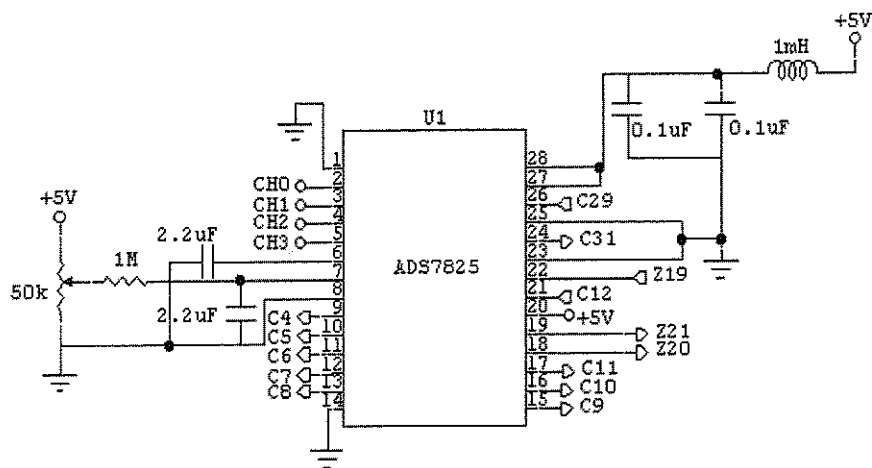 +5V
1mH
U1
0.1uF 0.1uF
1 28
2 27
CH0 3 26 C29
CH1 4 25
CH2 5 24 C31
CH3 6 23
+5V
2.2uF
1M
50k
7 22 Z19
8 21 C12
9 20 +5V
ADS7825
2.2uF
C4 10 19 Z21
C5 11 18 Z20
C6 12 17 C11
C7 13 16 C10
C8 14 15 C9